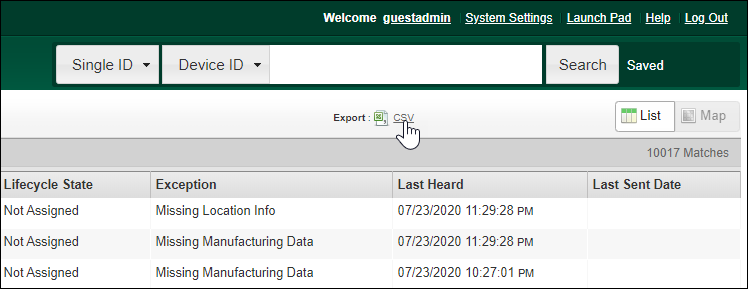 Welcome guestadmin System Settings Launch Pad Help Log Out
Single ID Device ID Search Saved
Export : CSV List Map
10017 Matches
Lifecycle State Exception Last Heard Last Sent Date
Not Assigned Missing Location Info 07/23/2020 11:29:28 PM
Not Assigned Missing Manufacturing Data 07/23/2020 11:29:28 PM
Not Assigned Missing Manufacturing Data 07/23/2020 10:27:01 PM